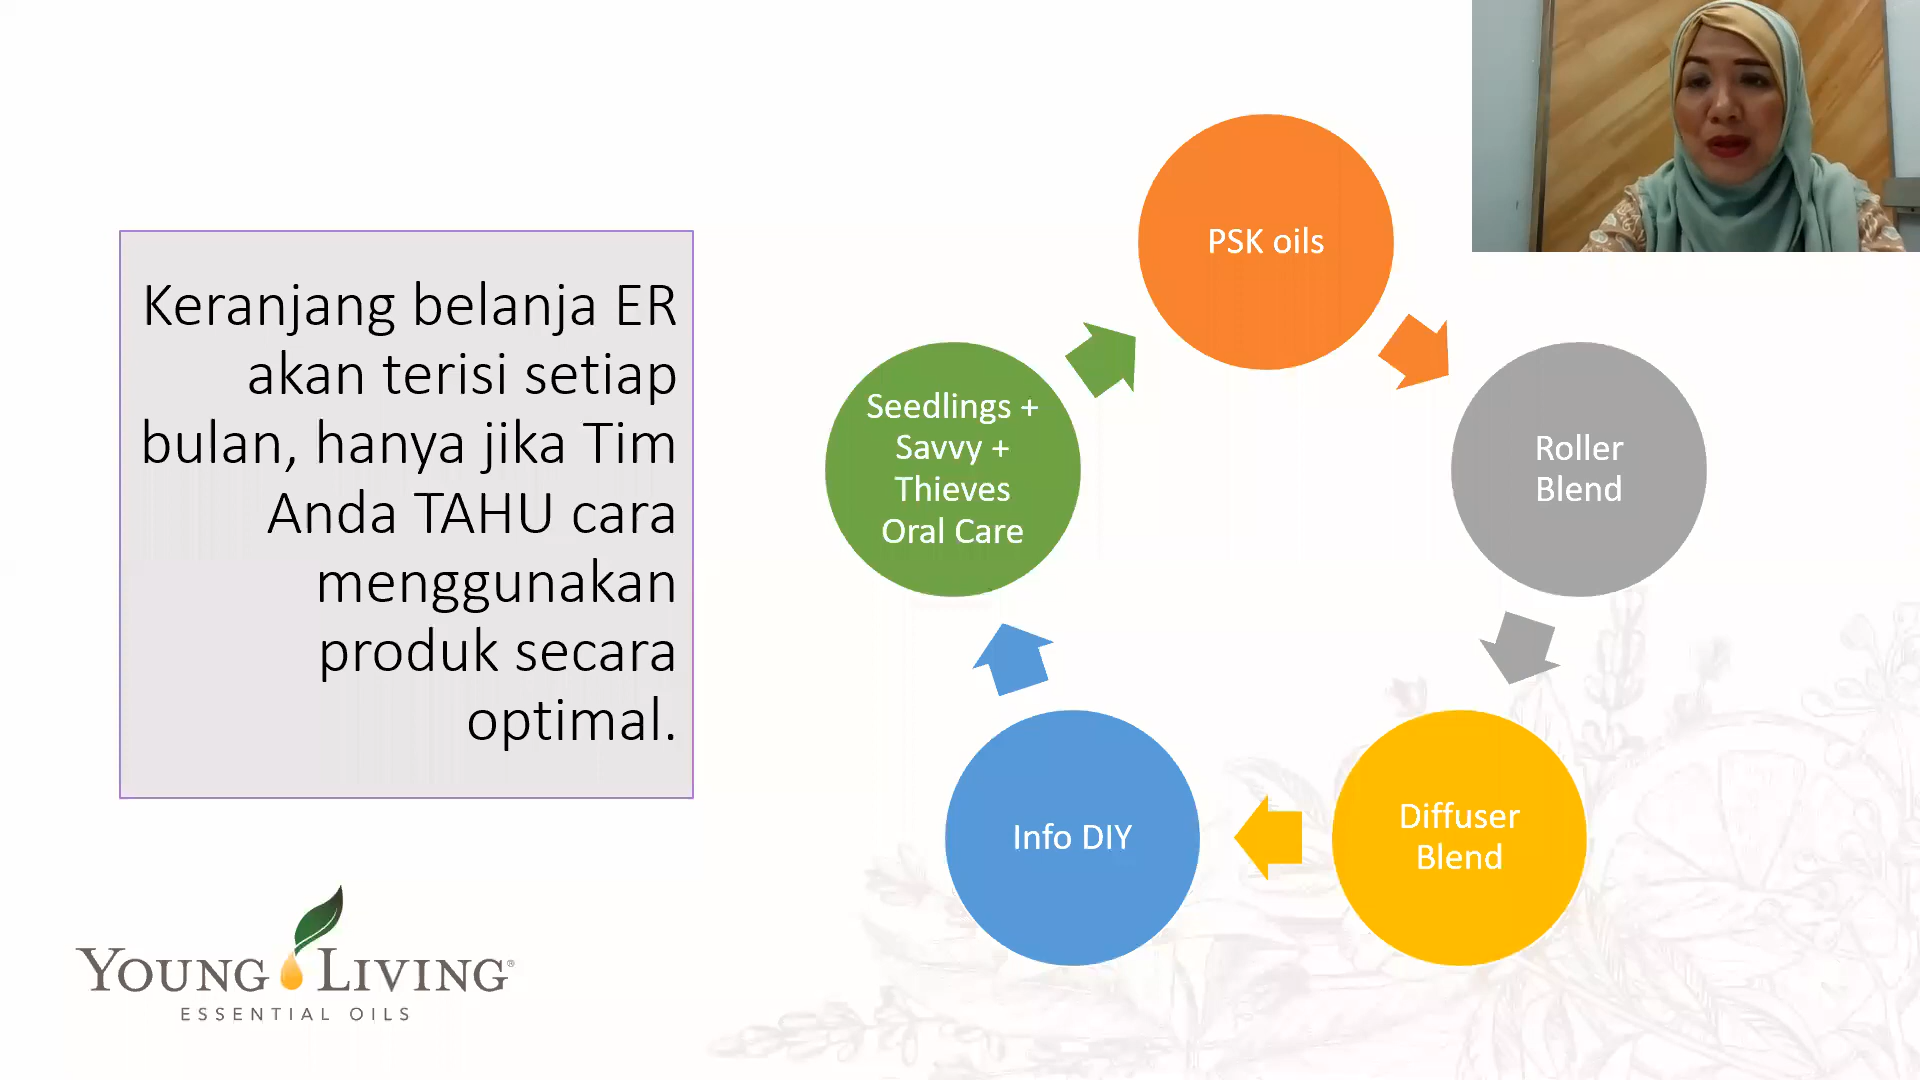 Keranjang belanja ER
akan terisi setiap
bulan, hanya jika Tim
Anda TAHU cara
menggunakan
produk secara
optimal.
PSK oils
Roller
Blend
Diffuser
Blend
Info DIY
Seedlings +
Savvy +
Thieves
Oral Care
YOUNG LIVING®
ESSENTIAL OILS